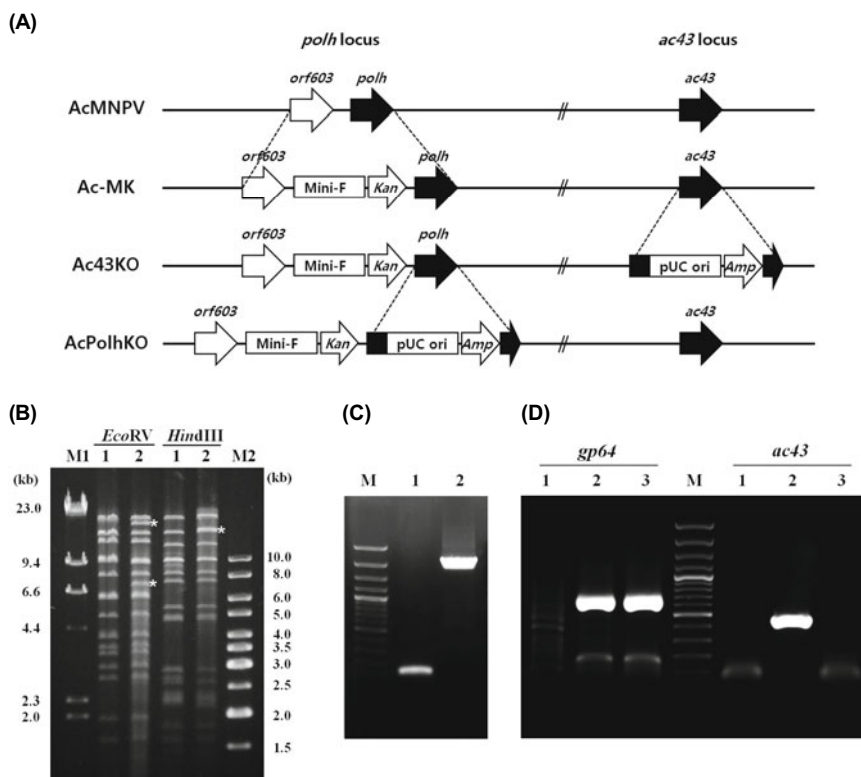 (A)
polh locus
ac43 locus
orf603
polh
ac43
AcMNPV
orf603
polh
ac43
Ac-MK
Mini-F
Kan
orf603
polh
Ac43KO
Mini-F
Kan
pUC ori
Amp
orf603
ac43
AcPolhKO
Mini-F
Kan
pUC ori
Amp
(B)
EcoRV HindIII
M1 1 2 1 2 M2
(kb) (kb)
23.0
9.4
6.6
4.4
2.3
2.0
*
*
*
10.0
8.0
6.0
5.0
4.0
3.5
3.0
2.5
2.0
1.5
(C)
M 1 2
(D)
gp64 ac43
1 2 3 M 1 2 3